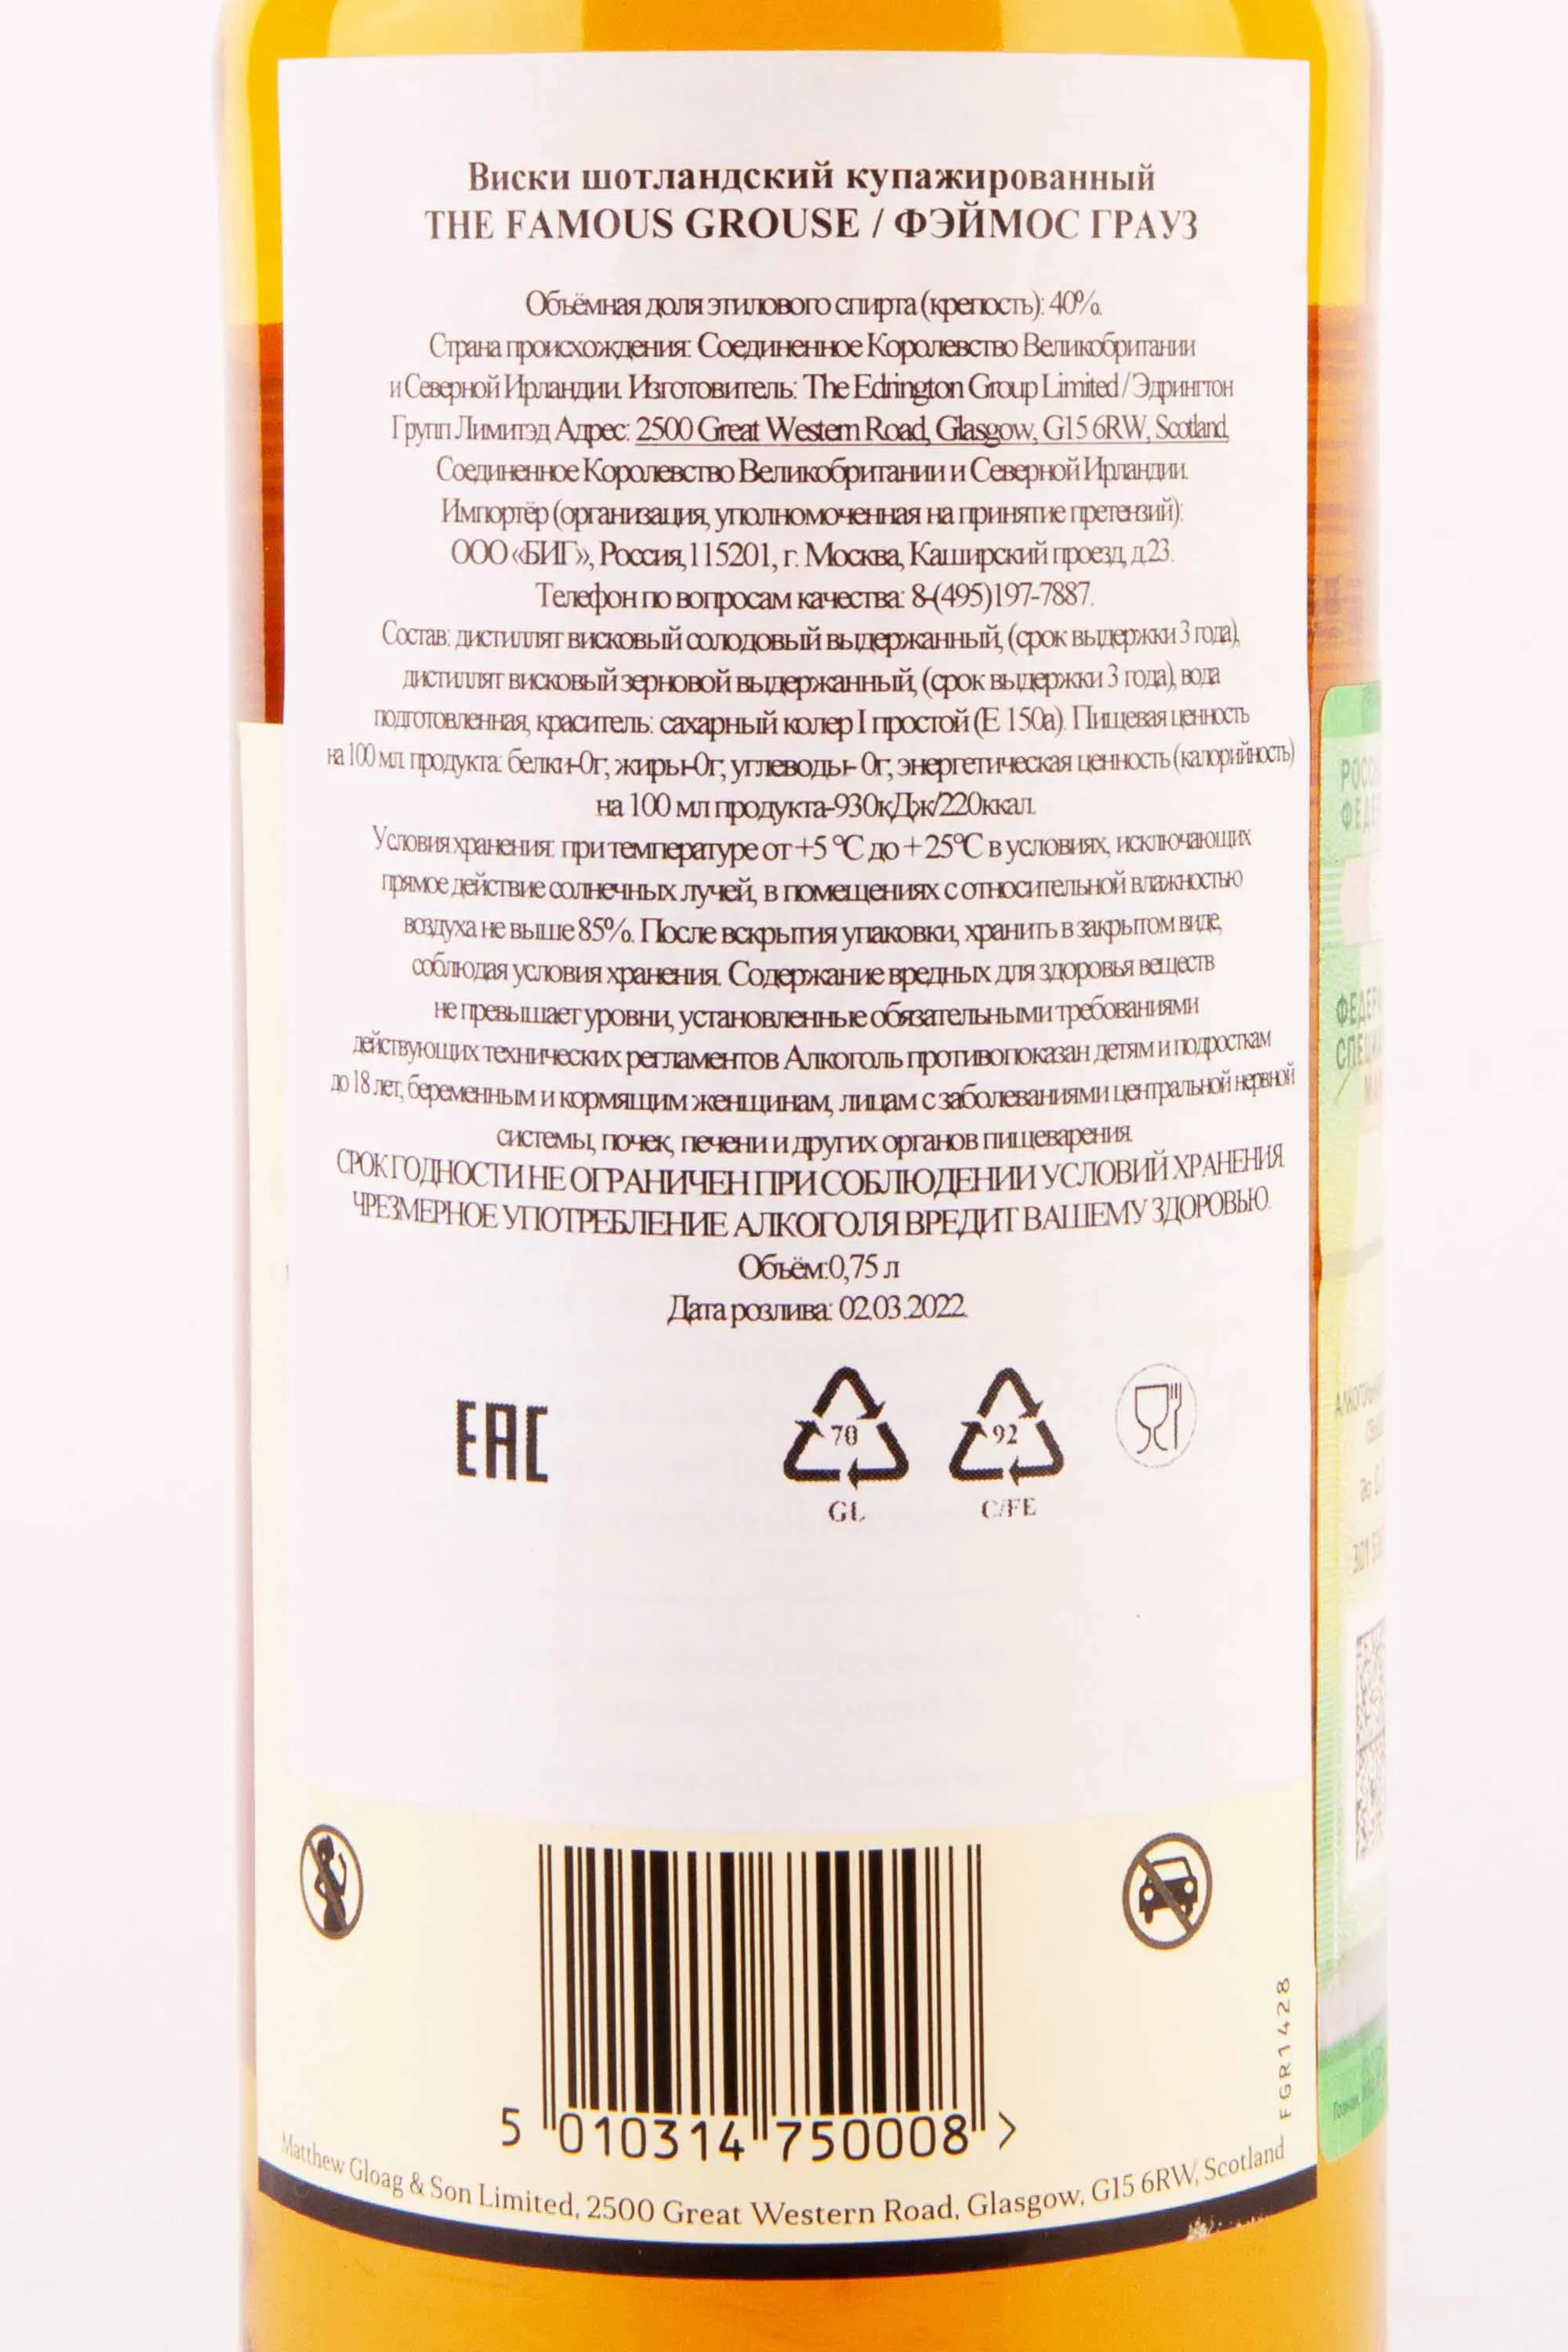 Виски шотландский купажированный
THE FAMOUS GROUSE / ФЭЙМОС ГРАУЗ
Объёмная доля этилового спирта (крепость): 40%.
Страна происхождения: Соединенное Королевство Великобритании
и Северной Ирландии. Изготовитель: The Edrington Group Limited / Эдрингтон
Групп Лимитэд Адрес: 2500 Great Western Road, Glasgow, G15 6RW, Scotland,
Соединенное Королевство Великобритании и Северной Ирландии.
Импортёр (организация, уполномоченная на принятие претензий):
ООО «БИГ», Россия, 115201, г. Москва, Каширский проезд, д.23.
Телефон по вопросам качества: 8-(495)197-7887.
Состав: дистиллят висковый солодовый выдержанный, (срок выдержки 3 года),
дистиллят висковый зерновой выдержанный, (срок выдержки 3 года), вода
подготовленная, краситель: сахарный колер I простой (Е 150а). Пищевая ценность
на 100 мл. продукта: белки-0г, жиры-0г, углеводы- 0г, энергетическая ценность (калорийность)
на 100 мл продукта-930кДж/220ккал.
Условия хранения: при температуре от +5 °C до + 25°C в условиях, исключающих
прямое действие солнечных лучей, в помещениях с относительной влажностью
воздуха не выше 85%. После вскрытия упаковки, хранить в закрытом виде,
соблюдая условия хранения. Содержание вредных для здоровья веществ
не превышает уровни, установленные обязательными требованиями
действующих технических регламентов Алкоголь противопоказан детям и подросткам
до 18 лет, беременным и кормящим женщинам, лицам с заболеваниями центральной нервной
системы, почек, печени и других органов пищеварения.
СРОК ГОДНОСТИ НЕ ОГРАНИЧЕН ПРИ СОБЛЮДЕНИИ УСЛОВИЙ ХРАНЕНИЯ.
ЧРЕЗМЕРНОЕ УПОТРЕБЛЕНИЕ АЛКОГОЛЯ ВРЕДИТ ВАШЕМУ ЗДОРОВЬЮ.
Объём:0,75 л
Дата розлива: 02.03.2022.
EAC
70
GL
92
C/FE
5 010314 750008 >
FGR1428
Matthew Gloag & Son Limited, 2500 Great Western Road, Glasgow, G15 6RW, Scotland